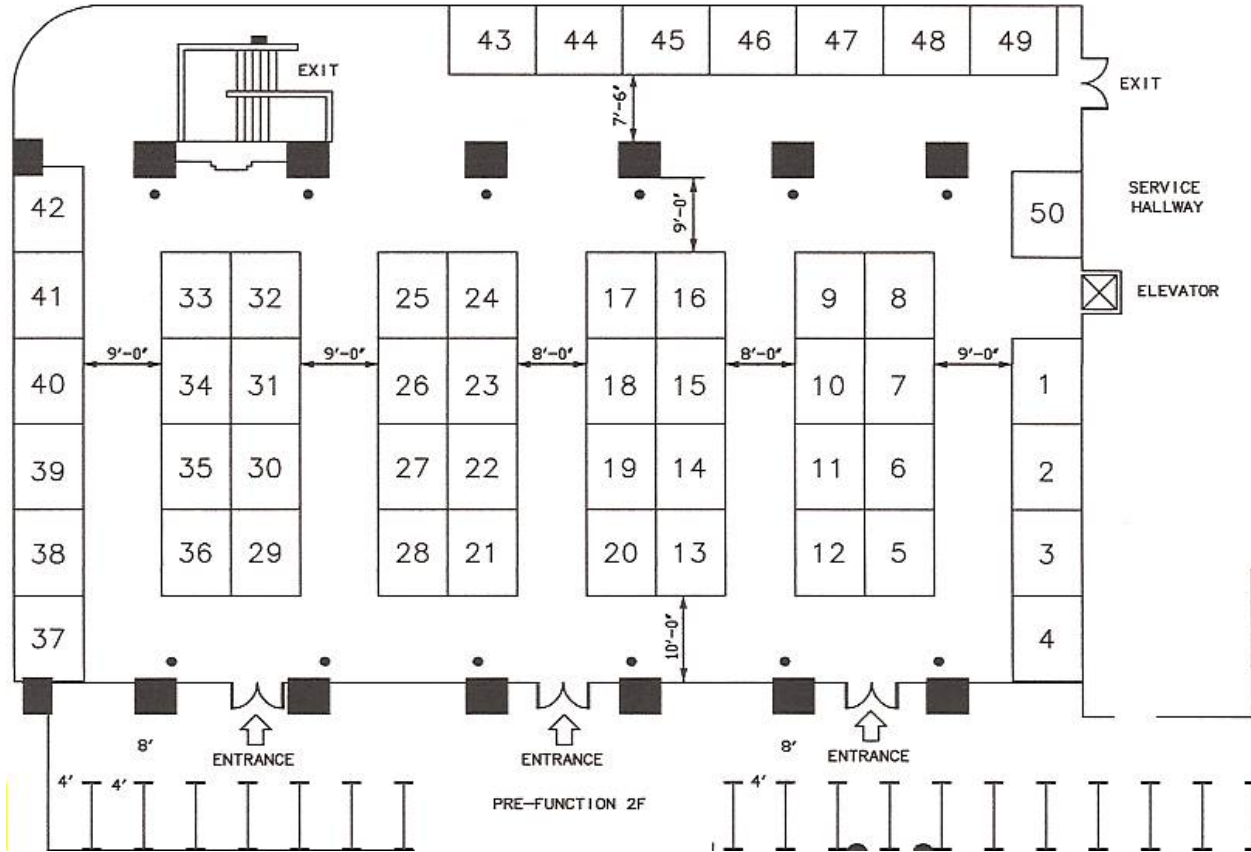 43 44 45 46 47 48 49
EXIT
EXIT
7'-6"
42
50
SERVICE
HALLWAY
9'-0"
41 33 32 25 24 17 16 9 8
ELEVATOR
9'-0" 9'-0" 8'-0" 8'-0" 9'-0"
40 34 31 26 23 18 15 10 7 1
39 35 30 27 22 19 14 11 6 2
38 36 29 28 21 20 13 12 5 3
37 10'-0" 4
8' 8'
ENTRANCE ENTRANCE ENTRANCE
4' 4' 4'
PRE-FUNCTION 2F